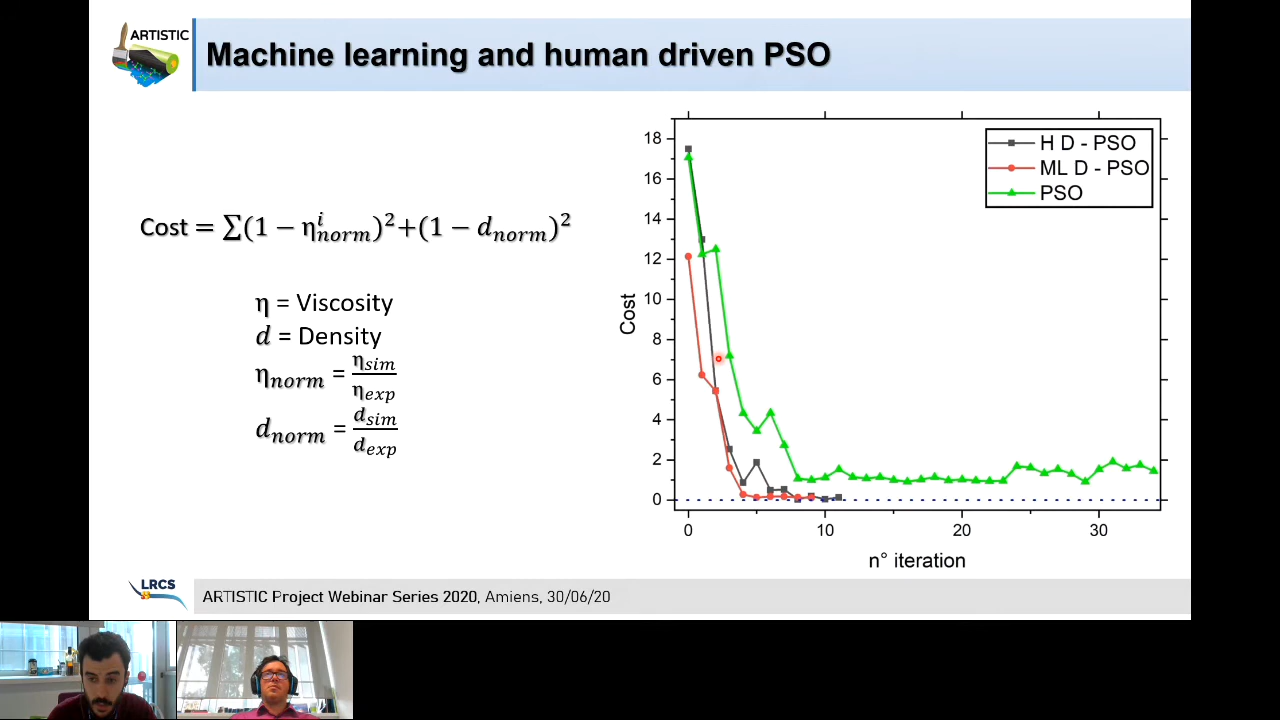 ARTISTIC
Machine learning and human driven PSO
Cost = ∑(1 − η^i_norm)^2+(1 − d_norm)^2
η = Viscosity
d = Density
η_norm = η_sim/η_exp
d_norm = d_sim/d_exp
H D - PSO
ML D - PSO
PSO
Cost
18
16
14
12
10
8
6
4
2
0
0 10 20 30
n° iteration
LRCS
ARTISTIC Project Webinar Series 2020, Amiens, 30/06/20